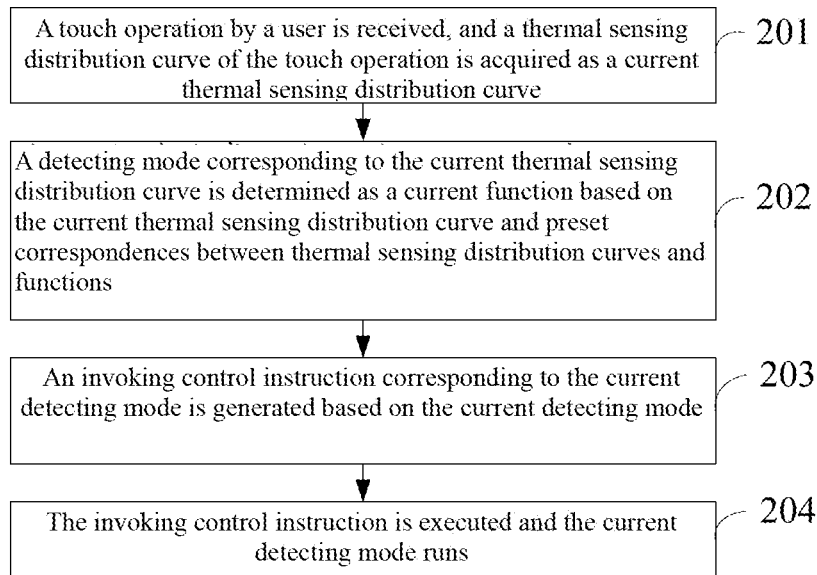 A touch operation by a user is received, and a thermal sensing
distribution curve of the touch operation is acquired as a current
thermal sensing distribution curve
201
A detecting mode corresponding to the current thermal sensing
distribution curve is determined as a current function based on
the current thermal sensing distribution curve and preset
correspondences between thermal sensing distribution curves and
functions
202
An invoking control instruction corresponding to the current
detecting mode is generated based on the current detecting mode
203
The invoking control instruction is executed and the current
detecting mode runs
204